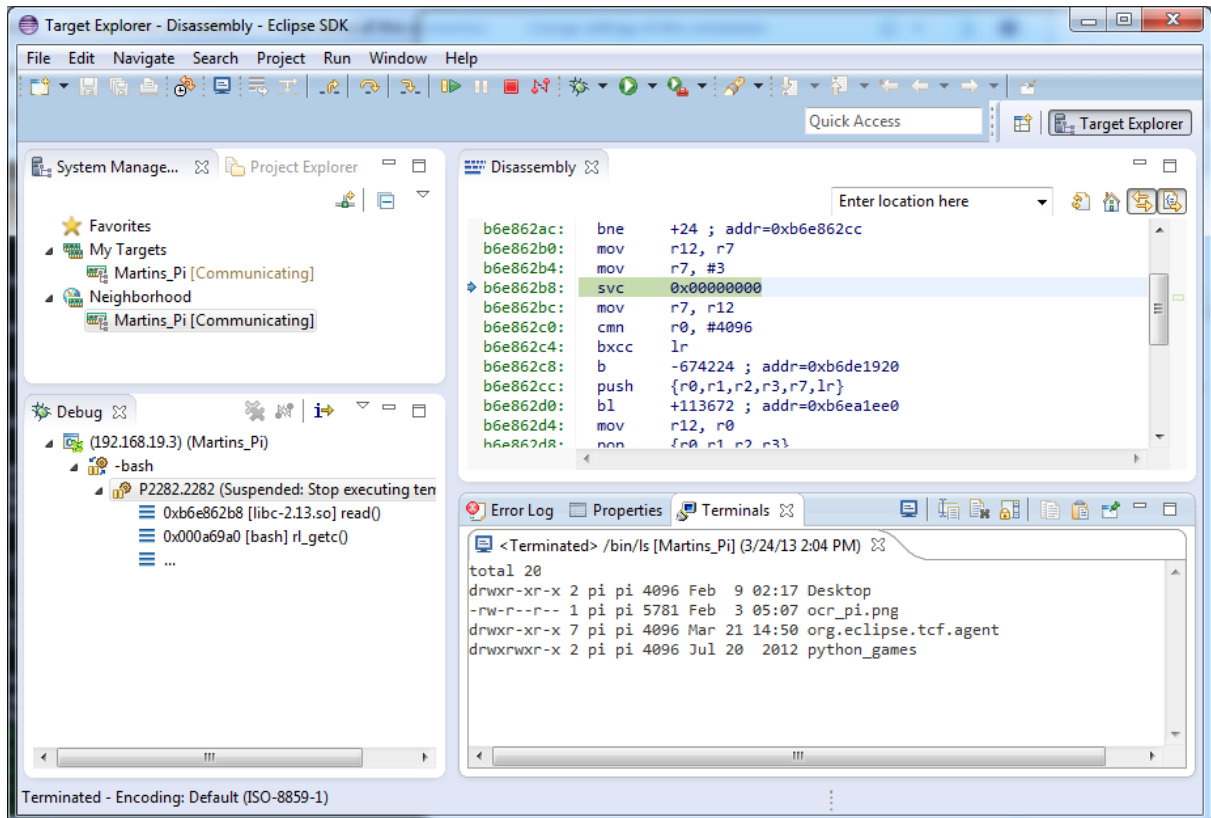 Target Explorer - Disassembly - Eclipse SDK
File Edit Navigate Search Project Run Window Help
Quick Access
Target Explorer
System Manage...
Project Explorer
Favorites
My Targets
Martins_Pi [Communicating]
Neighborhood
Martins_Pi [Communicating]
Debug
(192.168.19.3) (Martins_Pi)
-bash
P2282.2282 (Suspended: Stop executing tem
0xb6e862b8 [libc-2.13.so] read()
0x000a69a0 [bash] rl_getc()
...
Disassembly
Enter location here
b6e862ac: bne +24 ; addr=0xb6e862cc
b6e862b0: mov r12, r7
b6e862b4: mov r7, #3
b6e862b8: svc 0x00000000
b6e862bc: mov r7, r12
b6e862c0: cmn r0, #4096
b6e862c4: bxcc lr
b6e862c8: b -674224 ; addr=0xb6de1920
b6e862cc: push {r0,r1,r2,r3,r7,lr}
b6e862d0: bl +113672 ; addr=0xb6ea1ee0
b6e862d4: mov r12, r0
b6e862d8: pop {r0,r1,r2,r3}
Error Log Properties Terminals
<Terminated> /bin/ls [Martins_Pi] (3/24/13 2:04 PM)
total 20
drwxr-xr-x 2 pi pi 4096 Feb 9 02:17 Desktop
-rw-r--r-- 1 pi pi 5781 Feb 3 05:07 ocr_pi.png
drwxr-xr-x 7 pi pi 4096 Mar 21 14:50 org.eclipse.tcf.agent
drwxrwxr-x 2 pi pi 4096 Jul 20 2012 python_games
Terminated - Encoding: Default (ISO-8859-1)